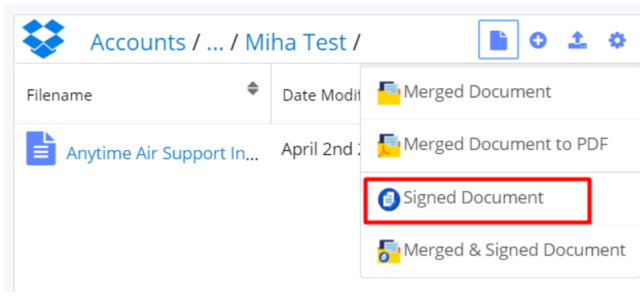 Accounts / ... / Miha Test /
Filename
Date Modif
Anytime Air Support In...
April 2nd 2
Merged Document
Merged Document to PDF
Signed Document
Merged & Signed Document